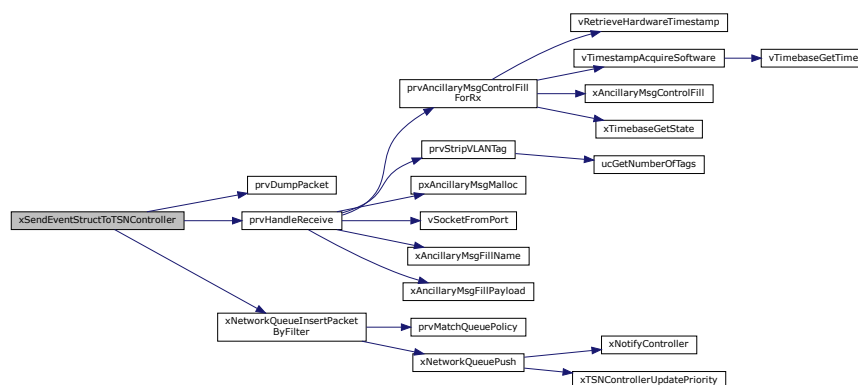 vRetrieveHardwareTimestamp
vTimestampAcquireSoftware
vTimebaseGetTime
prvAncillaryMsgControlFill
ForRx
xAncillaryMsgControlFill
xTimebaseGetState
prvStripVLANTag
ucGetNumberOfTags
prvDumpPacket
pxAncillaryMsgMalloc
xSendEventStructToTSNController
prvHandleReceive
vSocketFromPort
xAncillaryMsgFillName
xAncillaryMsgFillPayload
xNetworkQueueInsertPacket
ByFilter
prvMatchQueuePolicy
xNetworkQueuePush
xNotifyController
xTSNControllerUpdatePriority